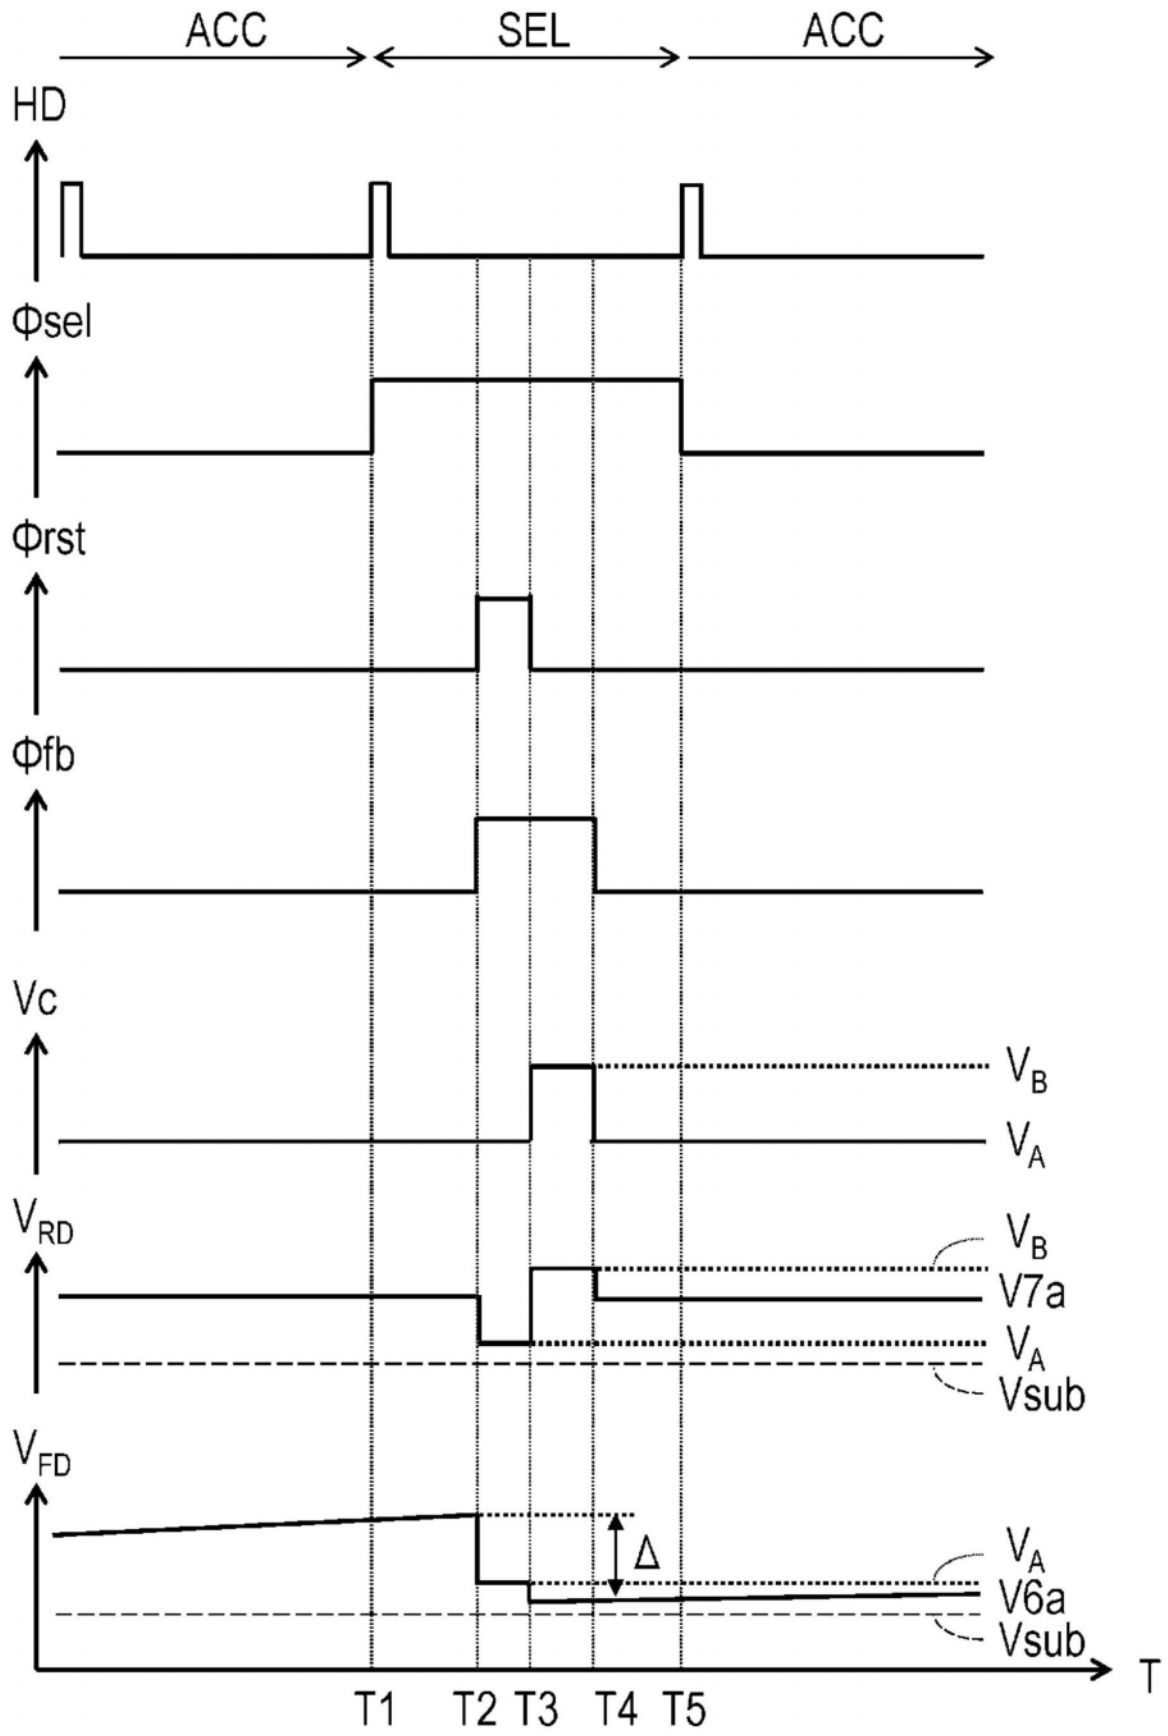 ACC SEL ACC
HD
Φsel
Φrst
Φfb
Vc
VB
VA
VRD
VB
V7a
VA
Vsub
VFD
Δ
VA
V6a
Vsub
T
T1 T2 T3 T4 T5